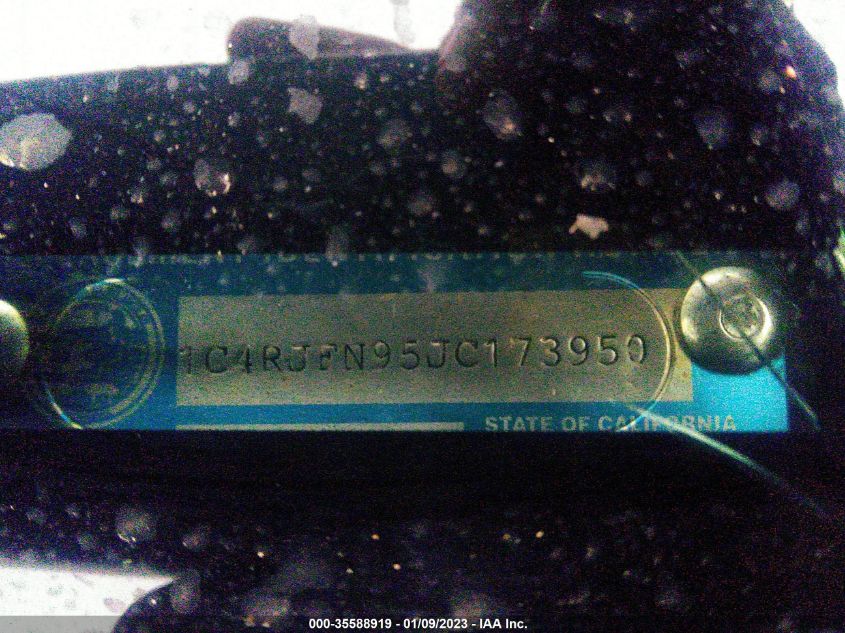 1C4RJFN95JC173950
STATE OF CALIFORNIA
000-35588919 - 01/09/2023 - IAA Inc.